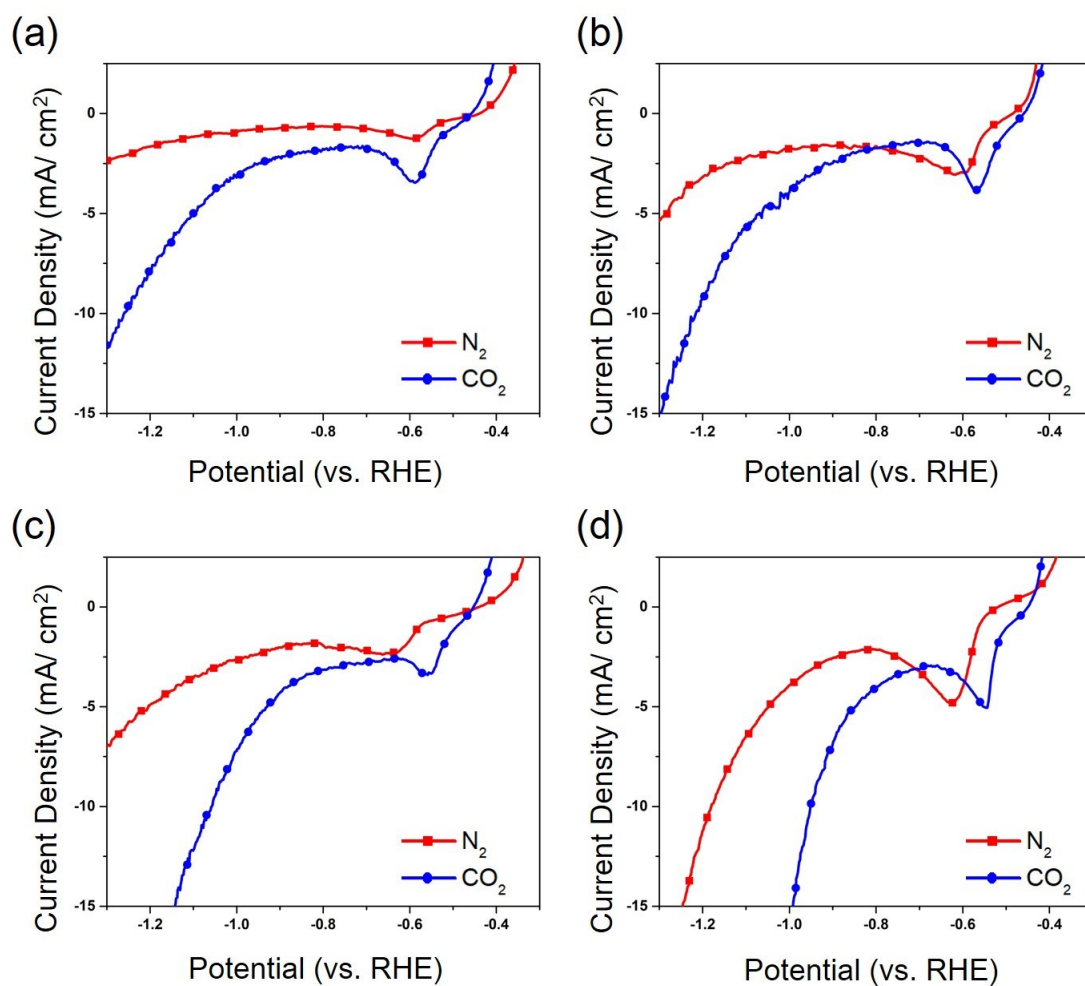 (a)
Current Density (mA/ cm²)
0
-5
-10
-15
-1.2 -1.0 -0.8 -0.6 -0.4
Potential (vs. RHE)
N₂
CO₂
(b)
Current Density (mA/ cm²)
0
-5
-10
-15
-1.2 -1.0 -0.8 -0.6 -0.4
Potential (vs. RHE)
N₂
CO₂
(c)
Current Density (mA/ cm²)
0
-5
-10
-15
-1.2 -1.0 -0.8 -0.6 -0.4
Potential (vs. RHE)
N₂
CO₂
(d)
Current Density (mA/ cm²)
0
-5
-10
-15
-1.2 -1.0 -0.8 -0.6 -0.4
Potential (vs. RHE)
N₂
CO₂